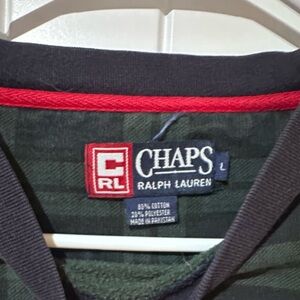 C
RL
CHAPS
RALPH LAUREN
L
80% COTTON
20% POLYESTER
MADE IN PAKISTAN